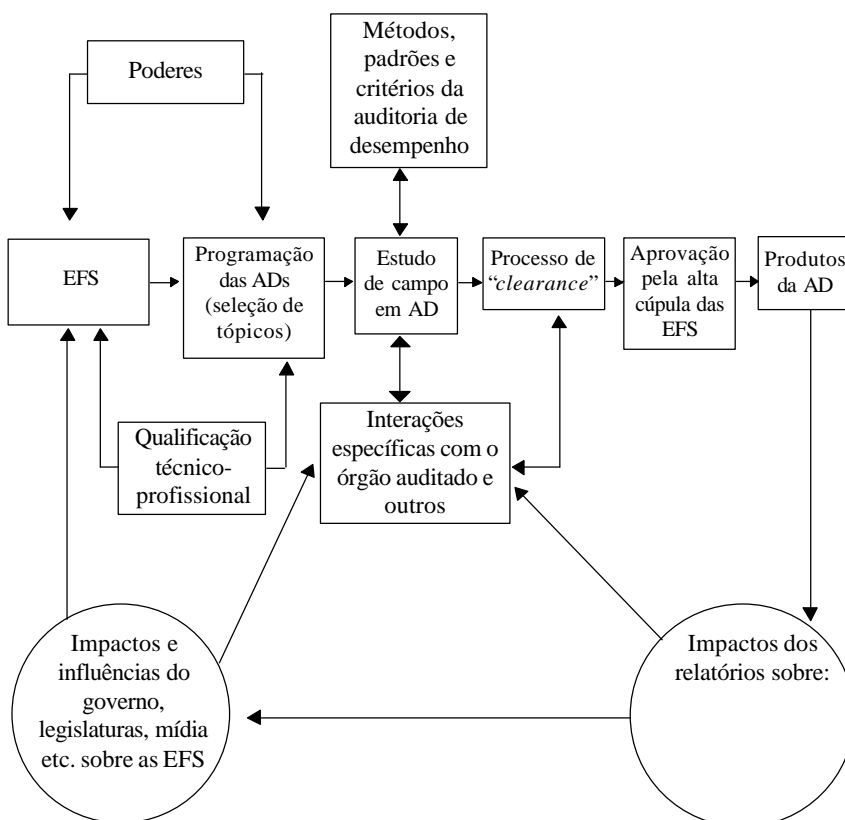 Poderes
Métodos,
padrões e
critérios da
auditoria de
desempenho
EFS
Programação
das ADs
(seleção de
tópicos)
Estudo
de campo
em AD
Processo de
“clearance”
Aprovação
pela alta
cúpula das
EFS
Produtos
da AD
Qualificação
técnico-
profissional
Interações
específicas com o
órgão auditado e
outros
Impactos e
influências do
governo,
legislaturas, mídia
etc. sobre as EFS
Impactos dos
relatórios sobre: